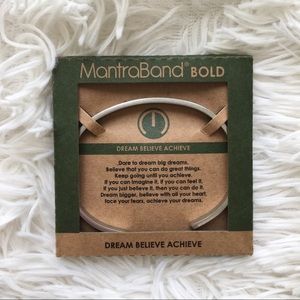 MantraBand® BOLD
DREAM BELIEVE ACHIEVE
Dare to dream big dreams.
Believe that you can do great things.
Keep going until you achieve.
If you can imagine it, if you can feel it,
if you just believe it, then you can do it.
Dream bigger, believe with all your heart,
face your fears, achieve your dreams.
DREAM BELIEVE ACHIEVE